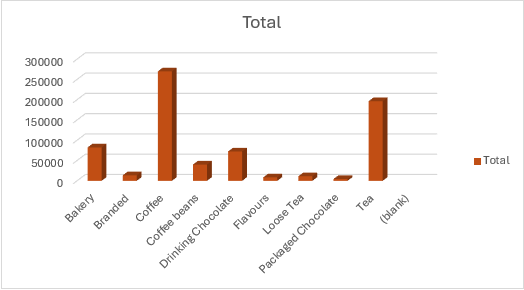 Total
300000
250000
200000
150000
100000
50000
0
Bakery
Branded
Coffee
Coffee beans
Drinking Chocolate
Flavours
Loose Tea
Packaged Chocolate
Tea
(blank)
Total